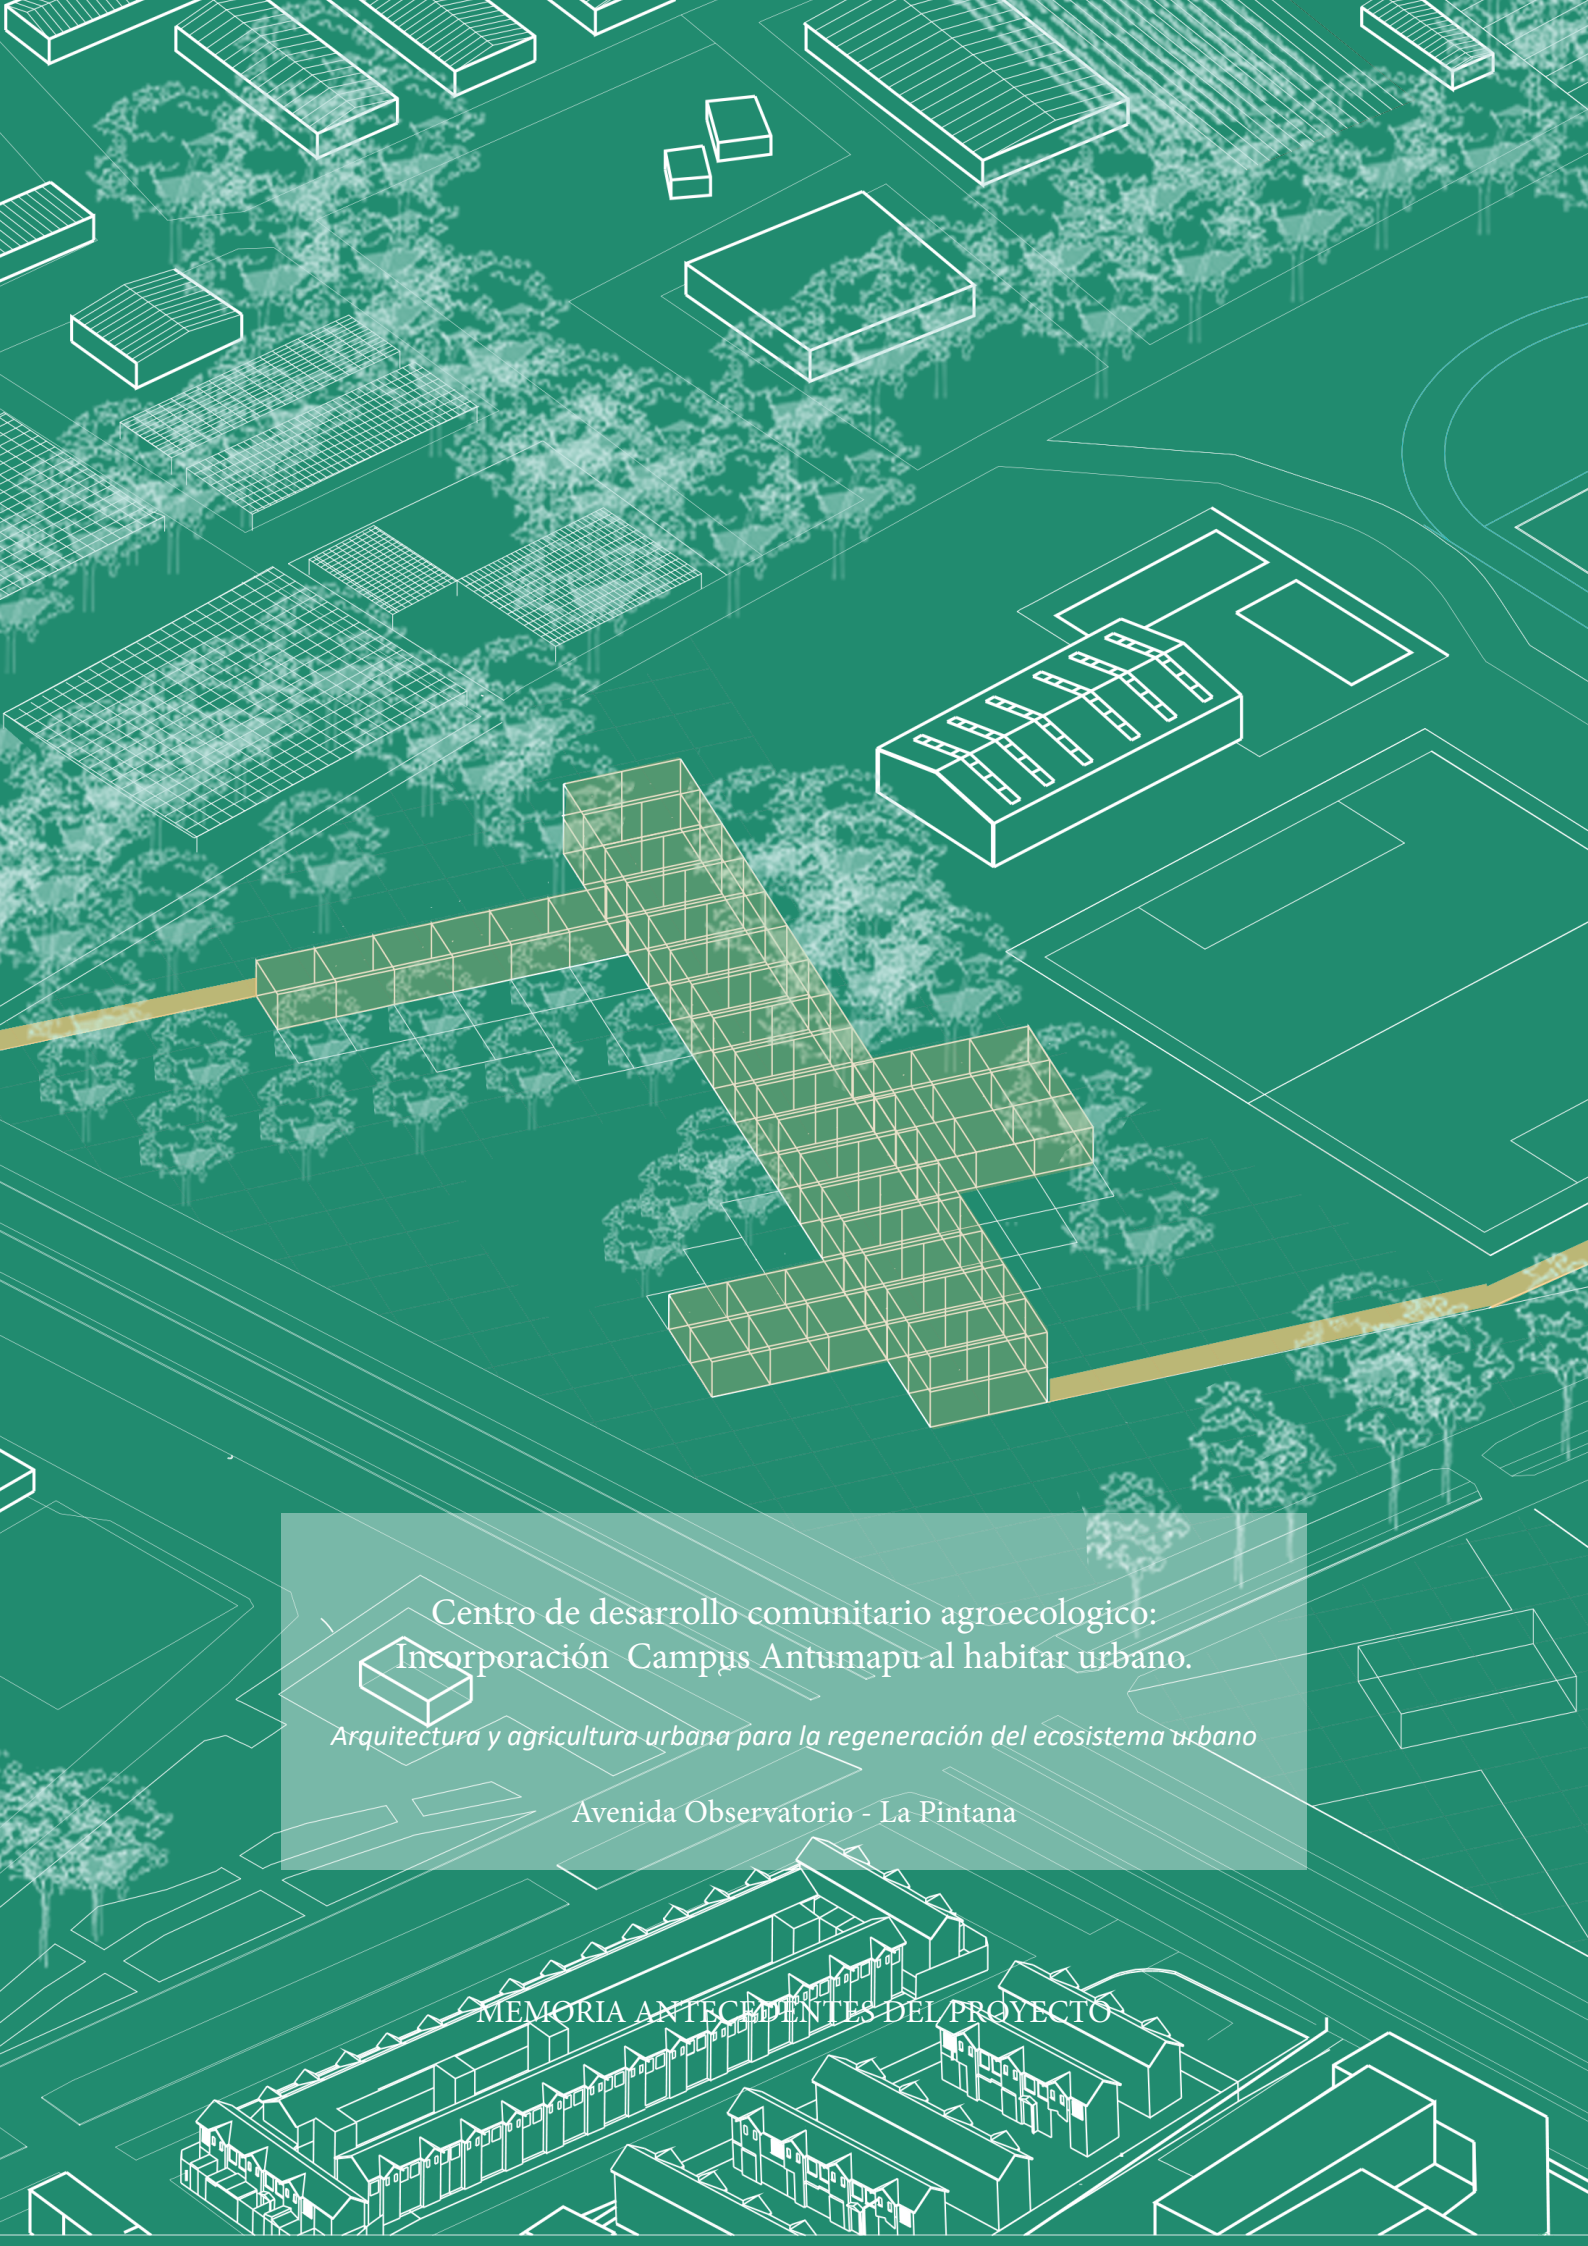 Centro de desarrollo comunitario agroecologico:
Incorporación Campus Antumapu al habitar urbano.
Arquitectura y agricultura urbana para la regeneración del ecosistema urbano
Avenida Observatorio - La Pintana
MEMORIA ANTECEDENTES DEL PROYECTO